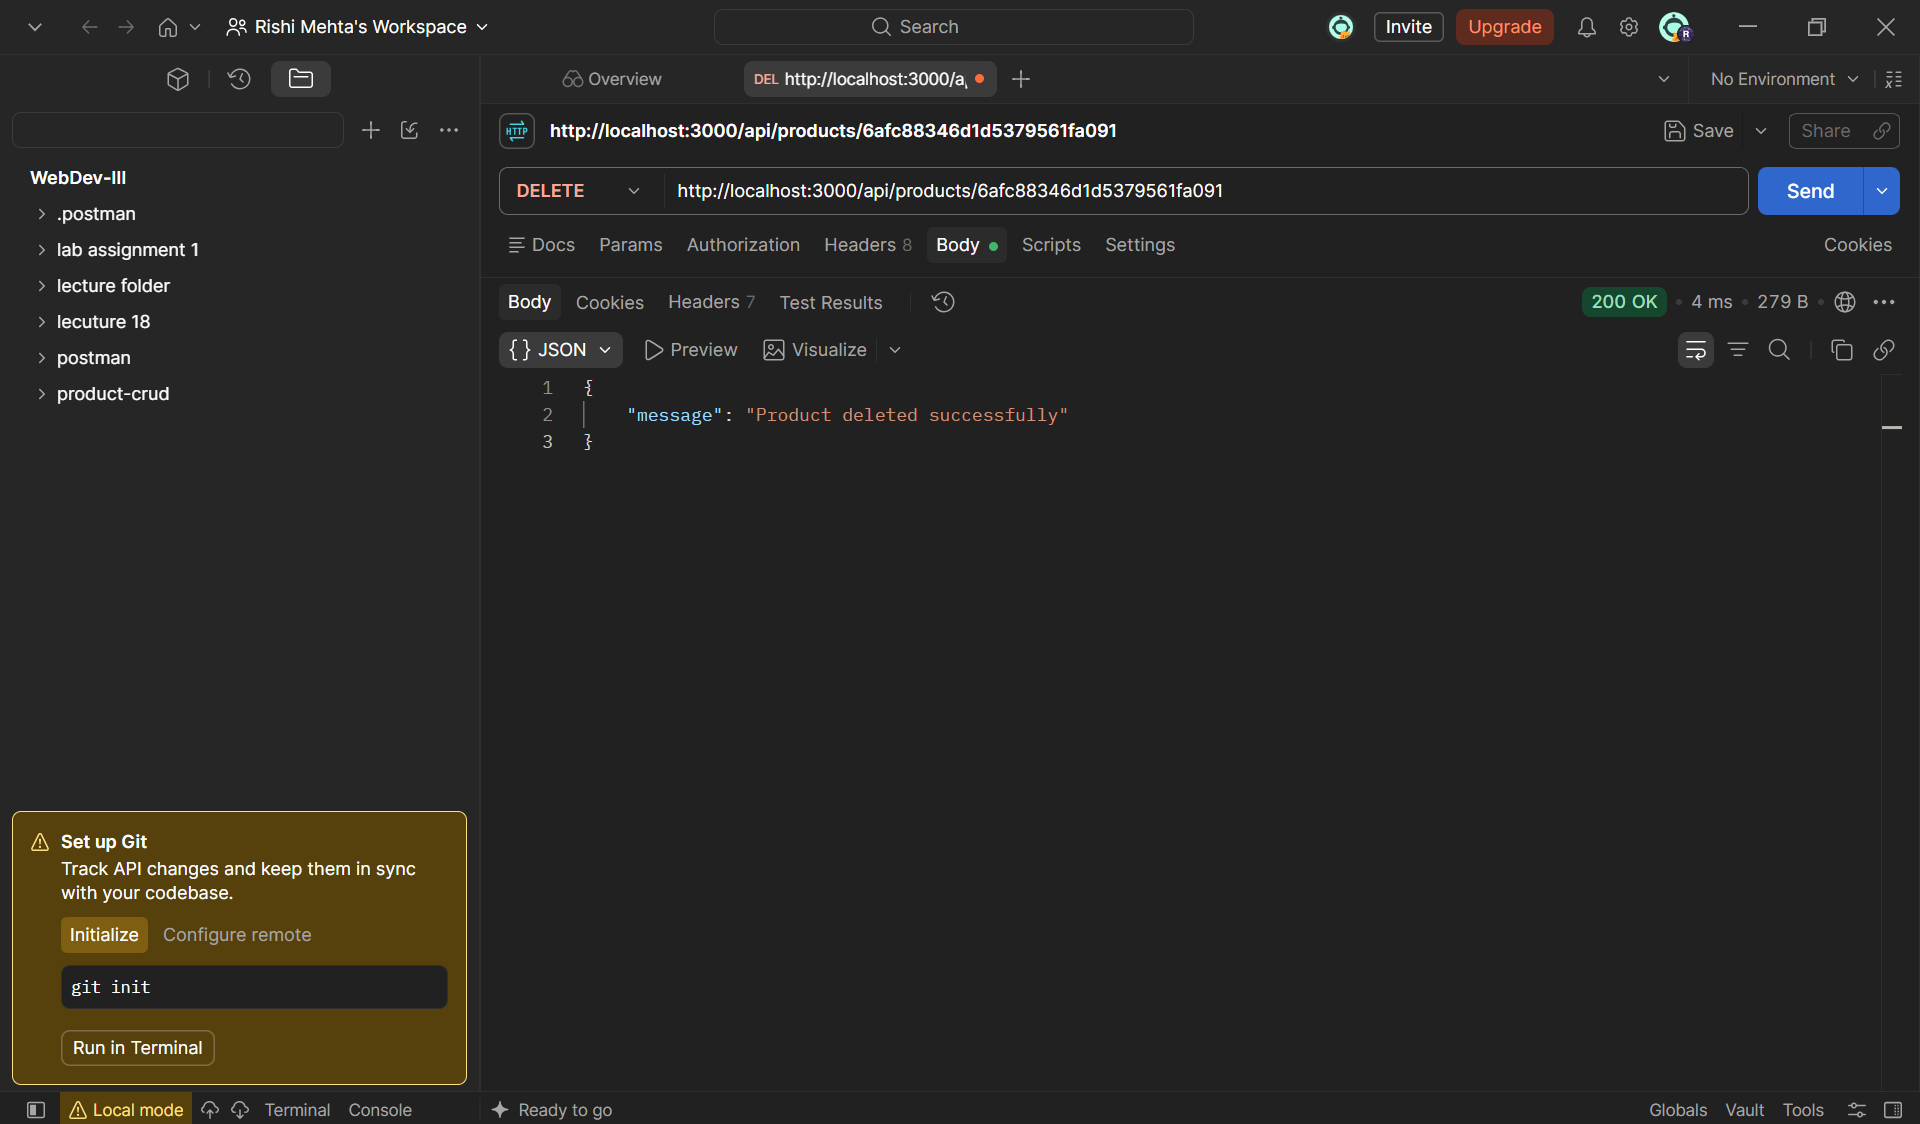 Rishi Mehta's Workspace
Search
Invite
Upgrade
R
Overview
DEL http://localhost:3000/a
No Environment
HTTP
http://localhost:3000/api/products/6afc88346d1d5379561fa091
Save
Share
WebDev-III
.postman
lab assignment 1
lecture folder
lecuture 18
postman
product-crud
DELETE
http://localhost:3000/api/products/6afc88346d1d5379561fa091
Send
Docs
Params
Authorization
Headers 8
Body
Scripts
Settings
Cookies
Body
Cookies
Headers 7
Test Results
200 OK
4 ms
279 B
{} JSON
Preview
Visualize
1 {
2 "message": "Product deleted successfully"
3 }
Set up Git
Track API changes and keep them in sync
with your codebase.
Initialize
Configure remote
git init
Run in Terminal
Local mode
Terminal
Console
Ready to go
Globals
Vault
Tools